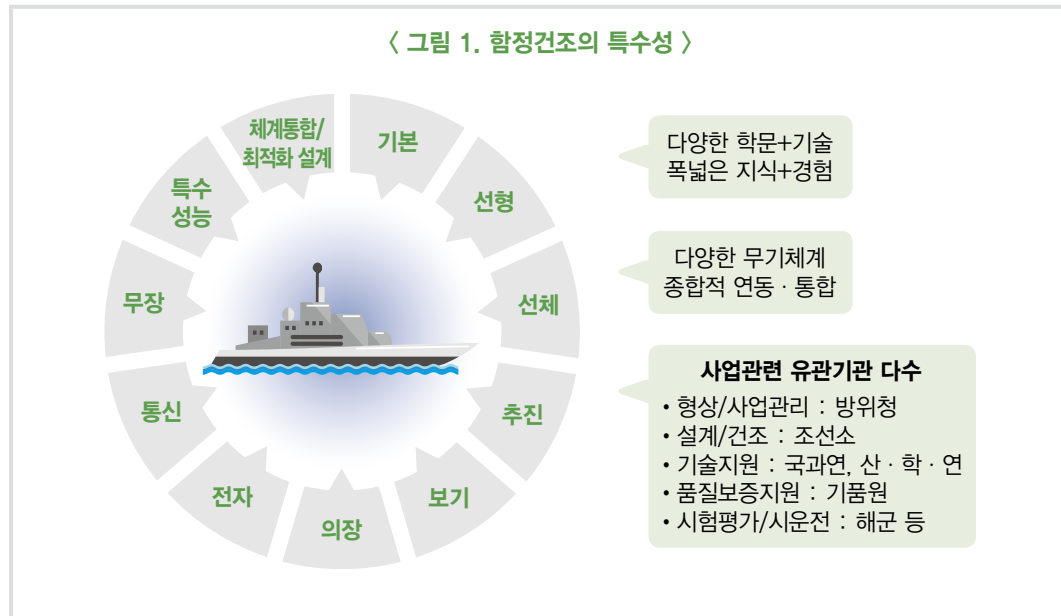 〈 그림 1. 함정건조의 특수성 〉
체계통합/
최적화 설계
기본
선형
선체
추진
보기
의장
전자
통신
무장
특수
성능
다양한 학문+기술
폭넓은 지식+경험
다양한 무기체계
종합적 연동 · 통합
사업관련 유관기관 다수
• 형상/사업관리 : 방위청
• 설계/건조 : 조선소
• 기술지원 : 국과연, 산 · 학 · 연
• 품질보증지원 : 기품원
• 시험평가/시운전 : 해군 등